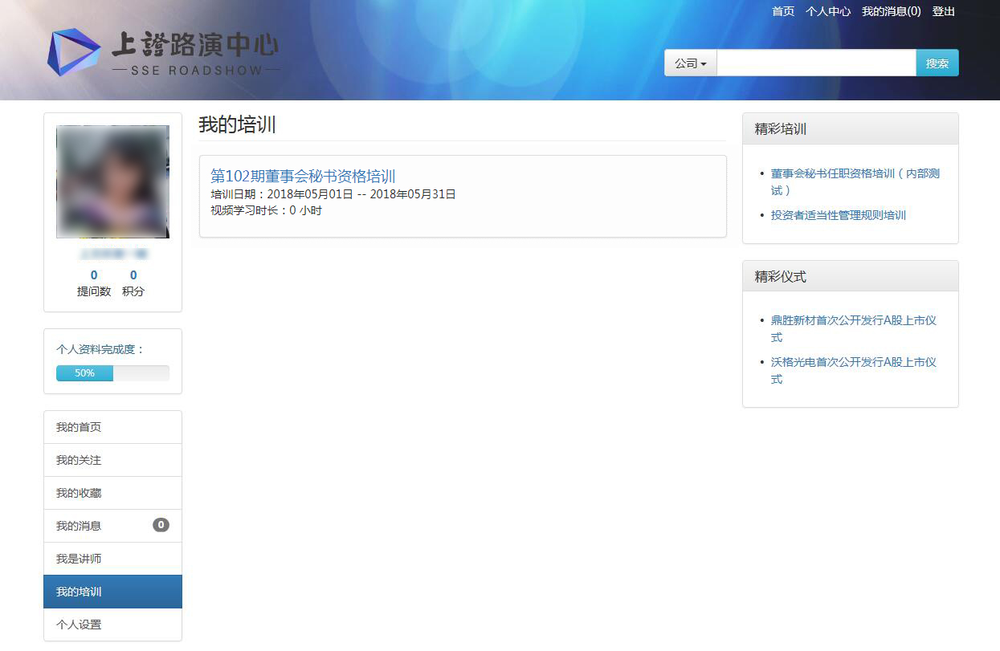 首页 个人中心 我的消息(0) 登出
上證路演中心
SSE ROADSHOW
公司
搜索
0 0
提问数 积分
个人资料完成度：
50%
我的首页
我的关注
我的收藏
我的消息 0
我是讲师
我的培训
个人设置
我的培训
第102期董事会秘书资格培训
培训日期：2018年05月01日 -- 2018年05月31日
视频学习时长：0 小时
精彩培训
董事会秘书任职资格培训（内部测
试）
投资者适当性管理规则培训
精彩仪式
鼎胜新材首次公开发行A股上市仪
式
沃格光电首次公开发行A股上市仪
式